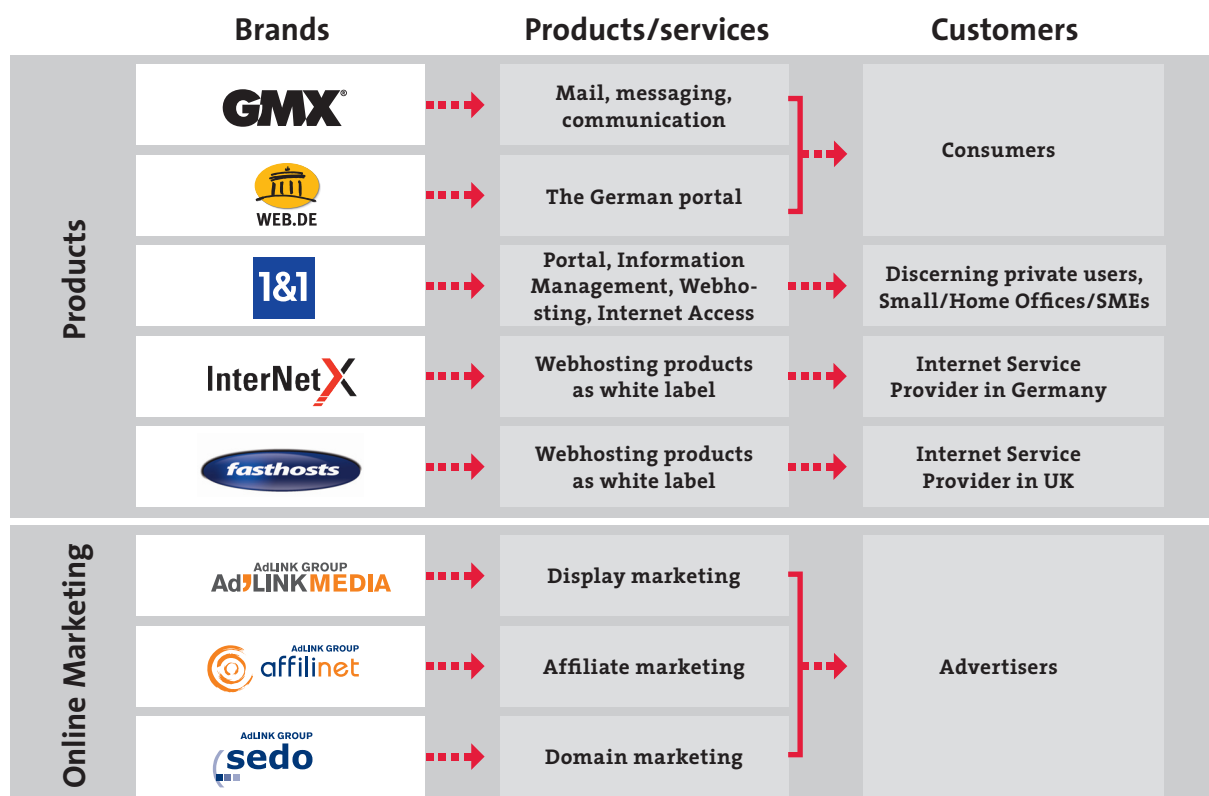 Brands
Products/services
Customers
Products
GMX®
Mail, messaging,
communication
Consumers
WEB.DE
The German portal
1&1
Portal, Information
Management, Webho-
sting, Internet Access
Discerning private users,
Small/Home Offices/SMEs
InterNetX
Webhosting products
as white label
Internet Service
Provider in Germany
fasthosts
Webhosting products
as white label
Internet Service
Provider in UK
Online Marketing
AdLINK GROUP
Ad'LINK MEDIA
Display marketing
AdLINK GROUP
affilinet
Affiliate marketing
Advertisers
AdLINK GROUP
sedo
Domain marketing